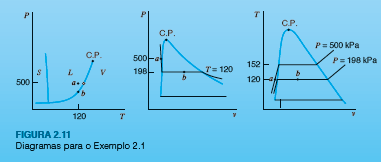 P
P
T
C.P.
C.P.
C.P.
500
S
L
V
a
b
120
T
500
a
198
b
T = 120
v
P = 500 kPa
P = 198 kPa
152
120
a
b
v
FIGURA 2.11
Diagramas para o Exemplo 2.1